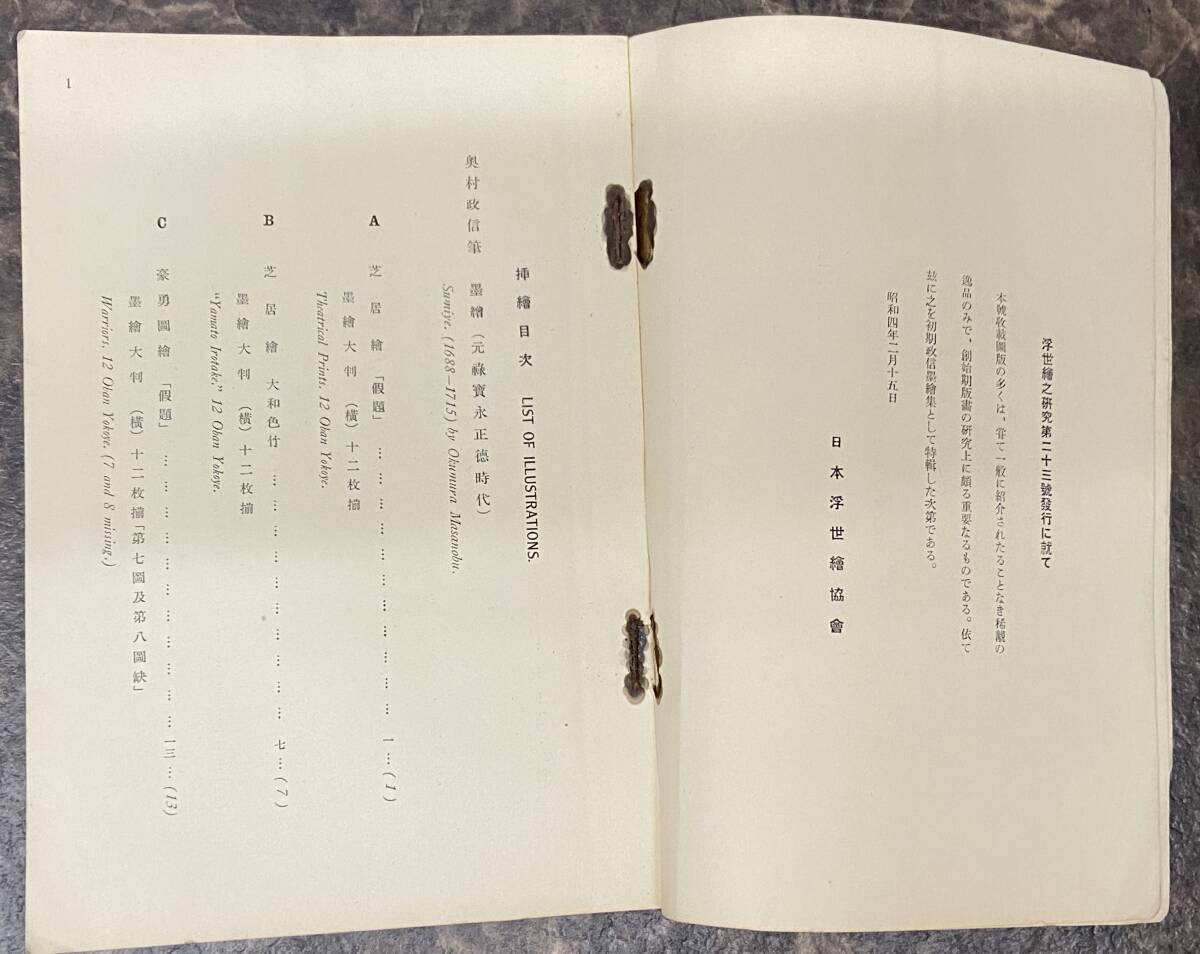 浮世繪之硏究第二十三號發行に就て
本號收載圖版の多くは、甞て一般に紹介されたることなき稀覯の
逸品のみで、創始期版畵の硏究上に頗る重要なるものである。依て
玆に之を初期政信墨繪集として特輯した次第である。
昭和四年二月十五日
日本浮世繪協會
揷繪目次 LIST OF ILLUSTRATIONS.
奥村政信筆 墨繪(元祿寶永正德時代)
Sumiye. (1688—1715) by Okumura Masanobu.
A 芝居繪「假題」 … … … … … … … … … … 一…(1)
墨繪大判 (橫)十二枚揃
Theatrical Prints. 12 Oban Yokoye.
B 芝居繪 大和色竹 … … … … … … … … … … 七…(7)
墨繪大判 (橫)十二枚揃
"Yamato Irotake." 12 Oban Yokoye.
C 豪勇圖繪「假題」 … … … … … … … … … … … 一三…(13)
墨繪大判 (橫)十二枚揃「第七圖及第八圖缺」
Warriors. 12 Oban Yokoye. (7 and 8 missing.)
1